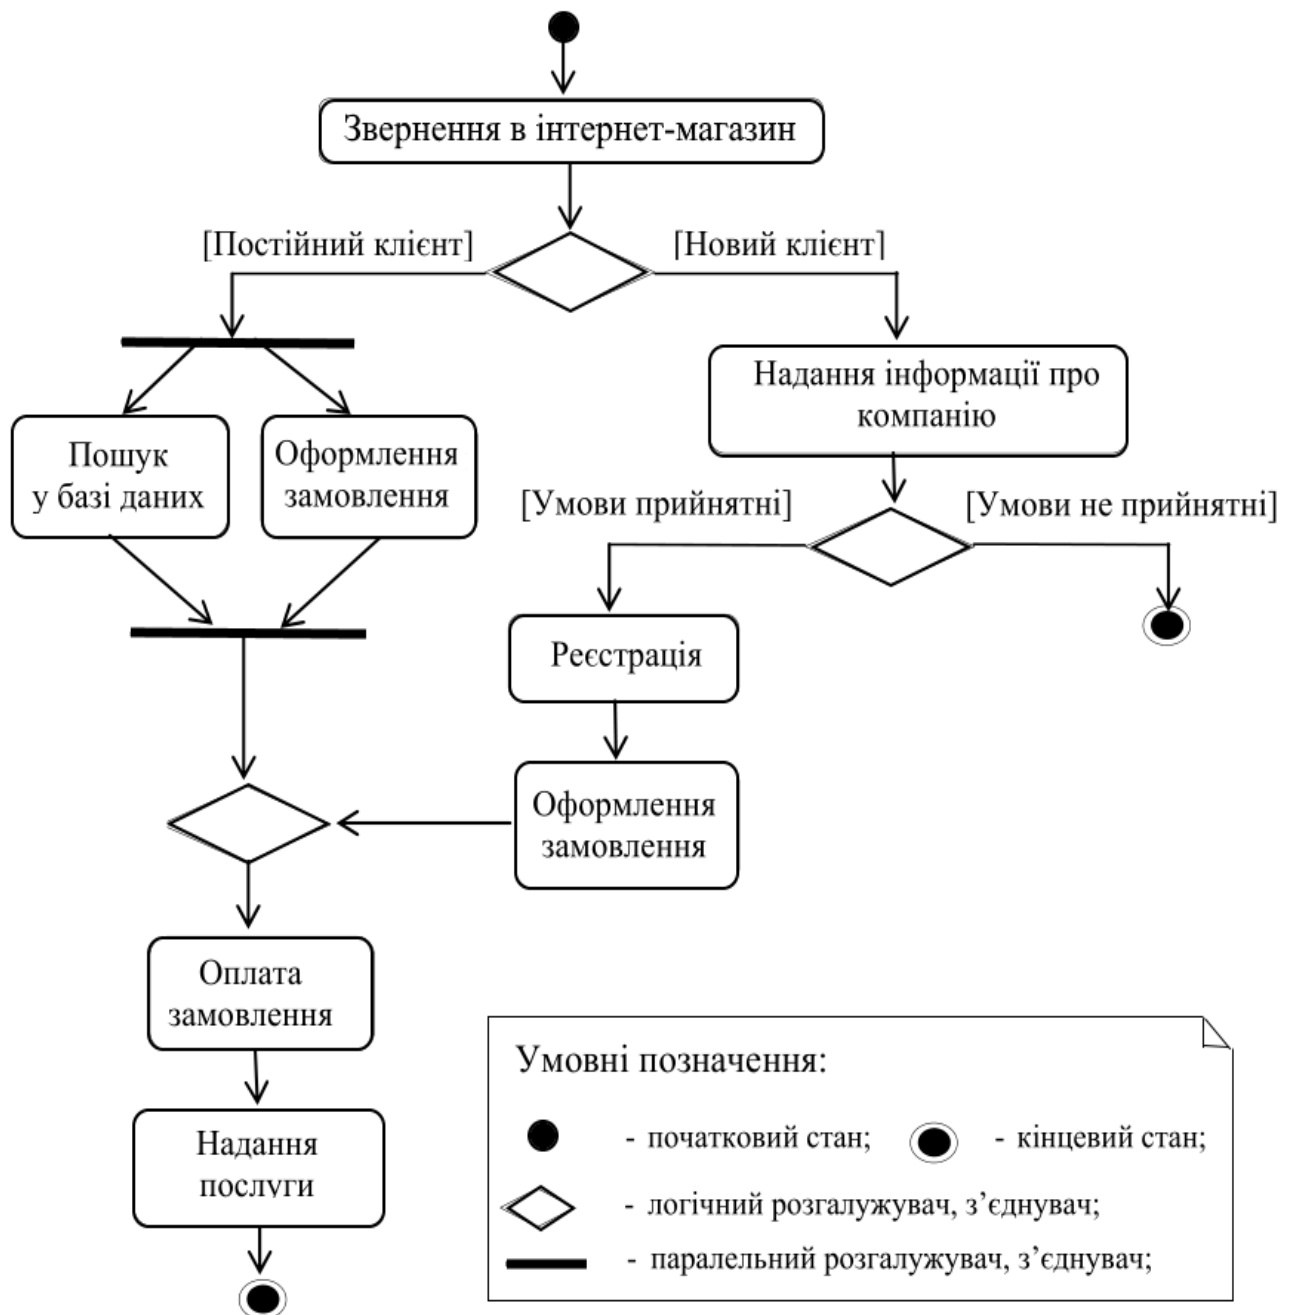 Звернення в інтернет-магазин
[Постійний клієнт]
[Новий клієнт]
Надання інформації про
компанію
Пошук
у базі даних
Оформлення
замовлення
[Умови прийнятні]
[Умови не прийнятні]
Реєстрація
Оформлення
замовлення
Оплата
замовлення
Надання
послуги
Умовні позначення:
- початковий стан;
- кінцевий стан;
- логічний розгалужувач, з’єднувач;
- паралельний розгалужувач, з’єднувач;